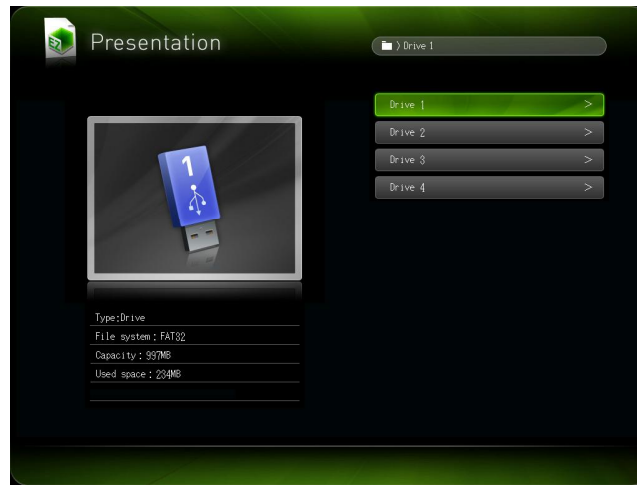 Presentation
〉Drive 1
Drive 1 >
Drive 2 >
Drive 3 >
Drive 4 >
1
Type:Drive
File system: FAT32
Capacity: 997MB
Used space: 234MB